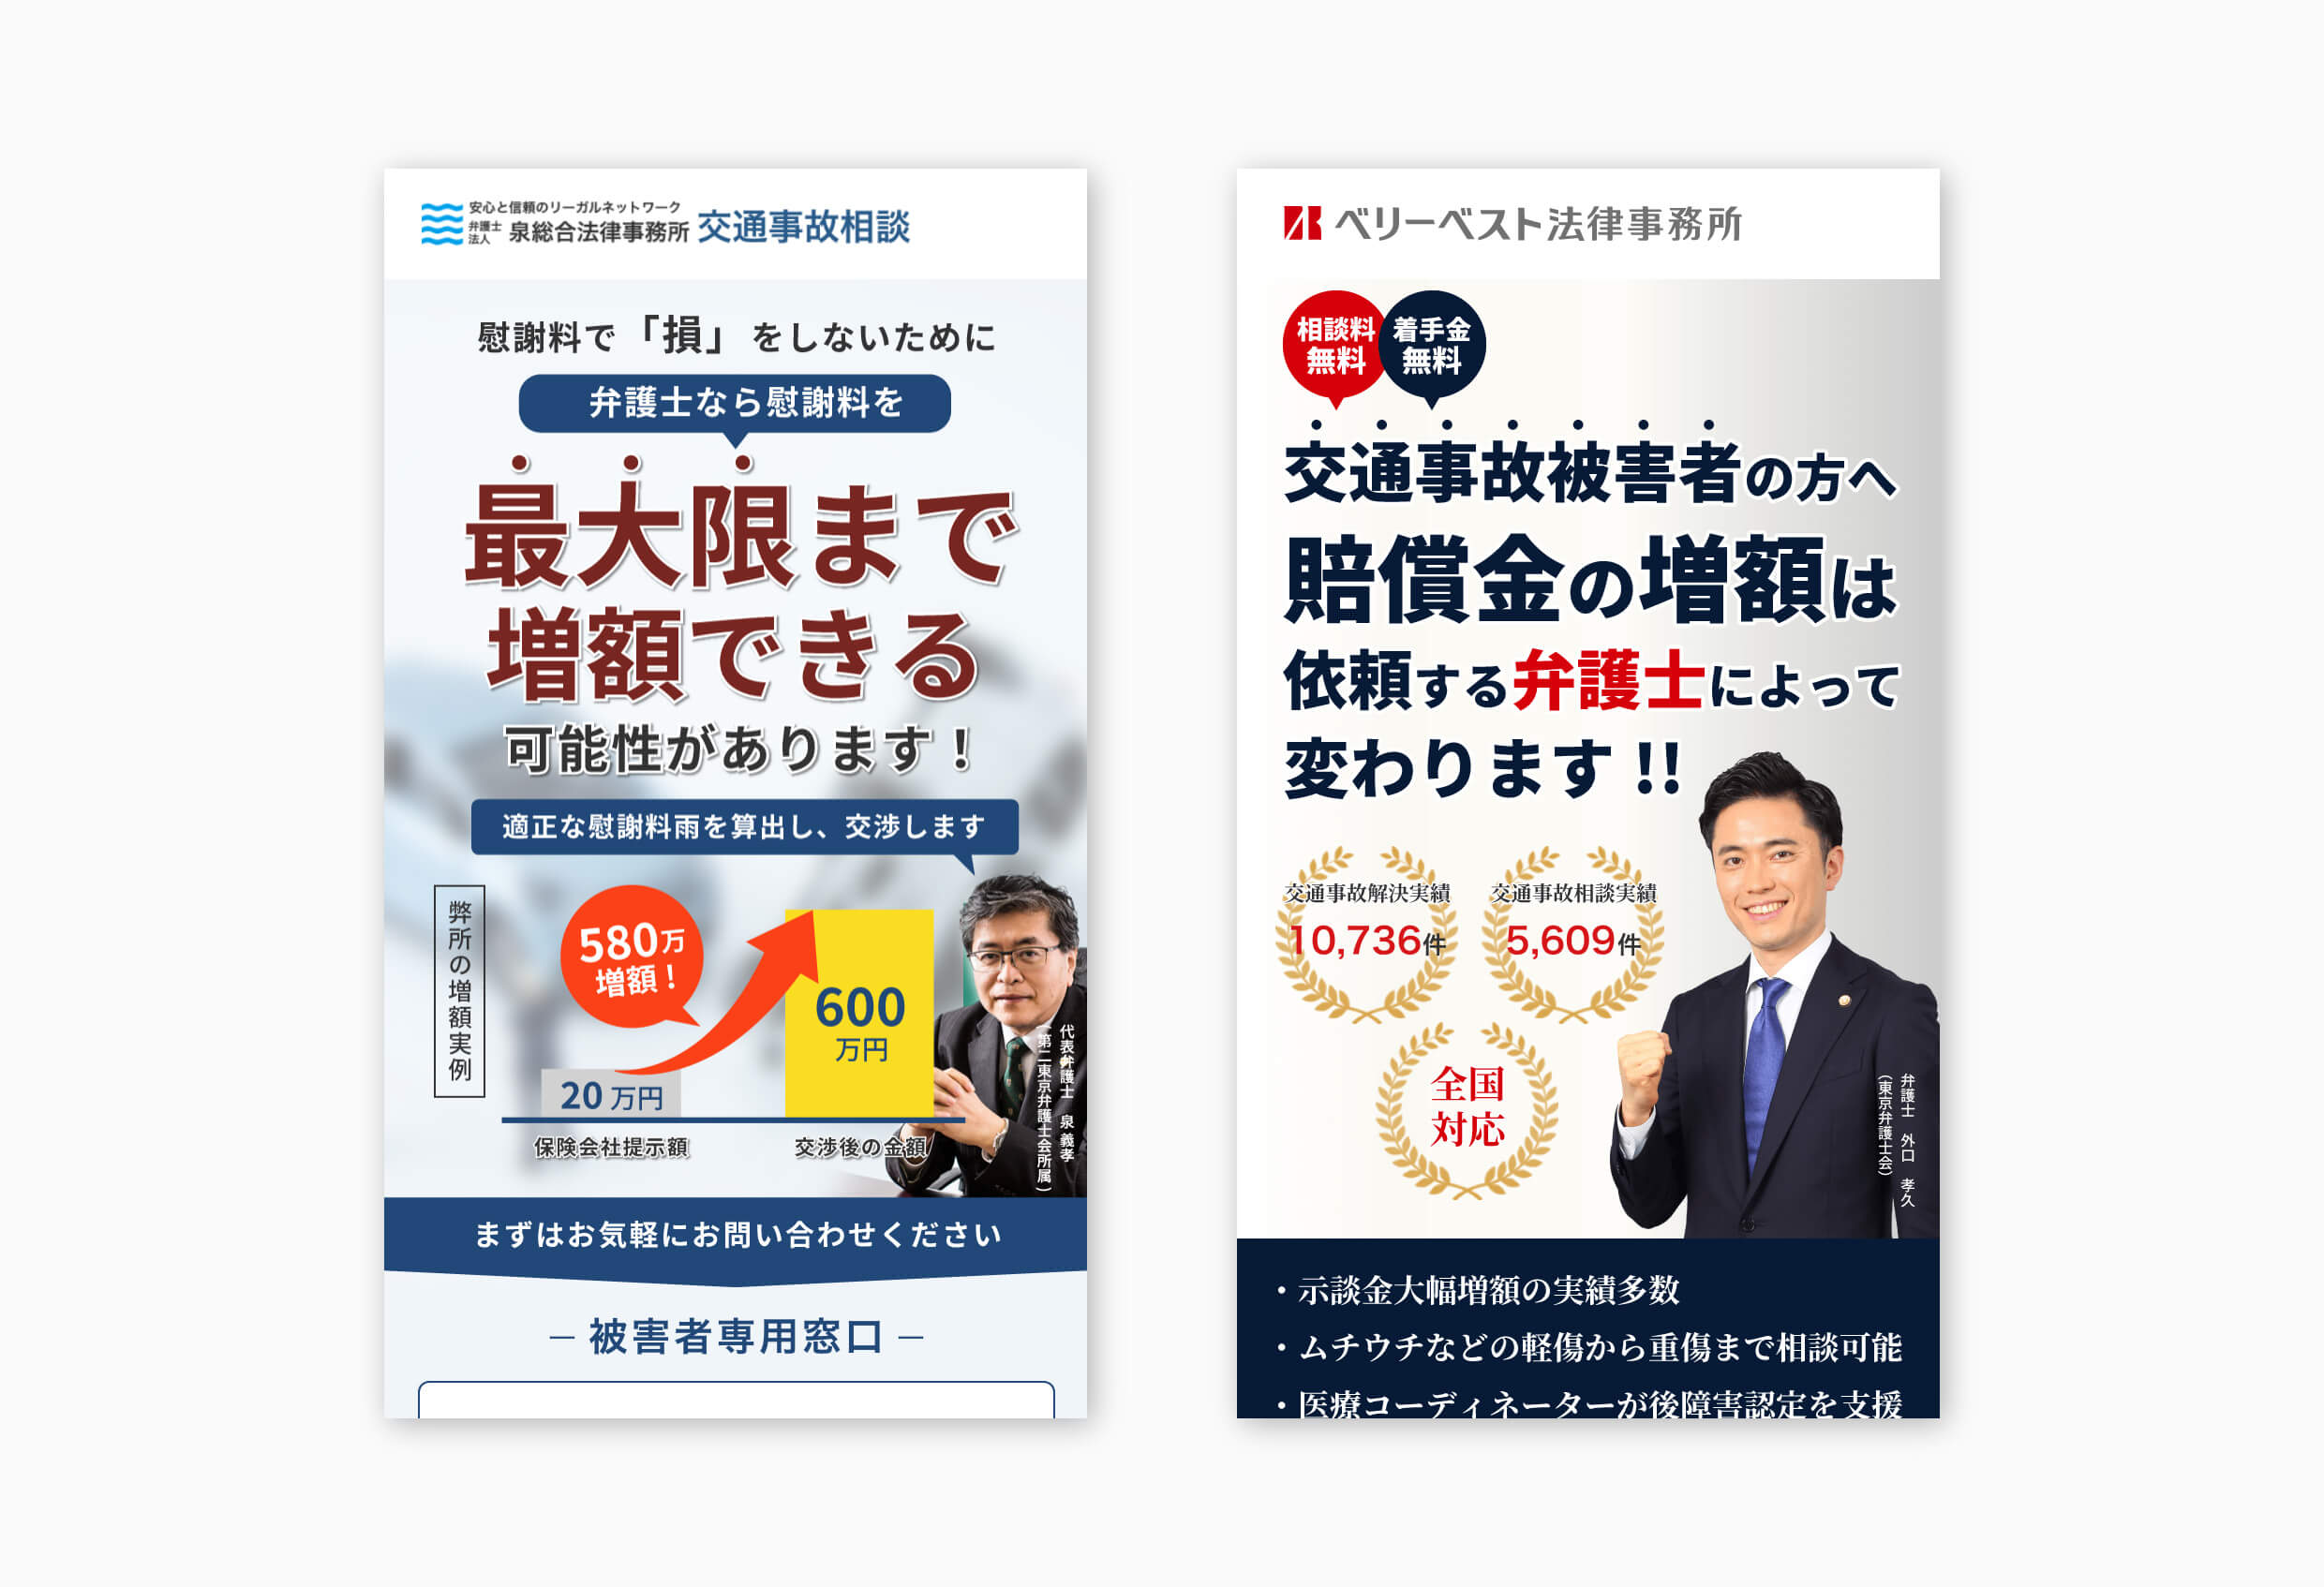 安心と信頼のリーガルネットワーク
弁護士法人 泉総合法律事務所 交通事故相談
慰謝料で「損」をしないために
弁護士なら慰謝料を
最大限まで
増額できる
可能性があります！
適正な慰謝料雨を算出し、交渉します
弊所の増額実例
580万
増額！
600
万円
20万円
保険会社提示額
交渉後の金額
代表弁護士 泉 義孝
(第二東京弁護士会所属)
まずはお気軽にお問い合わせください
─ 被害者専用窓口 ─
ベリーベスト法律事務所
相談料
無料
着手金
無料
交通事故被害者の方へ
賠償金の増額は
依頼する弁護士によって
変わります !!
交通事故解決実績
10,736件
交通事故相談実績
5,609件
全国
対応
弁護士 外口 孝久
(東京弁護士会)
・示談金大幅増額の実績多数
・ムチウチなどの軽傷から重傷まで相談可能
・医療コーディネーターが後障害認定を支援